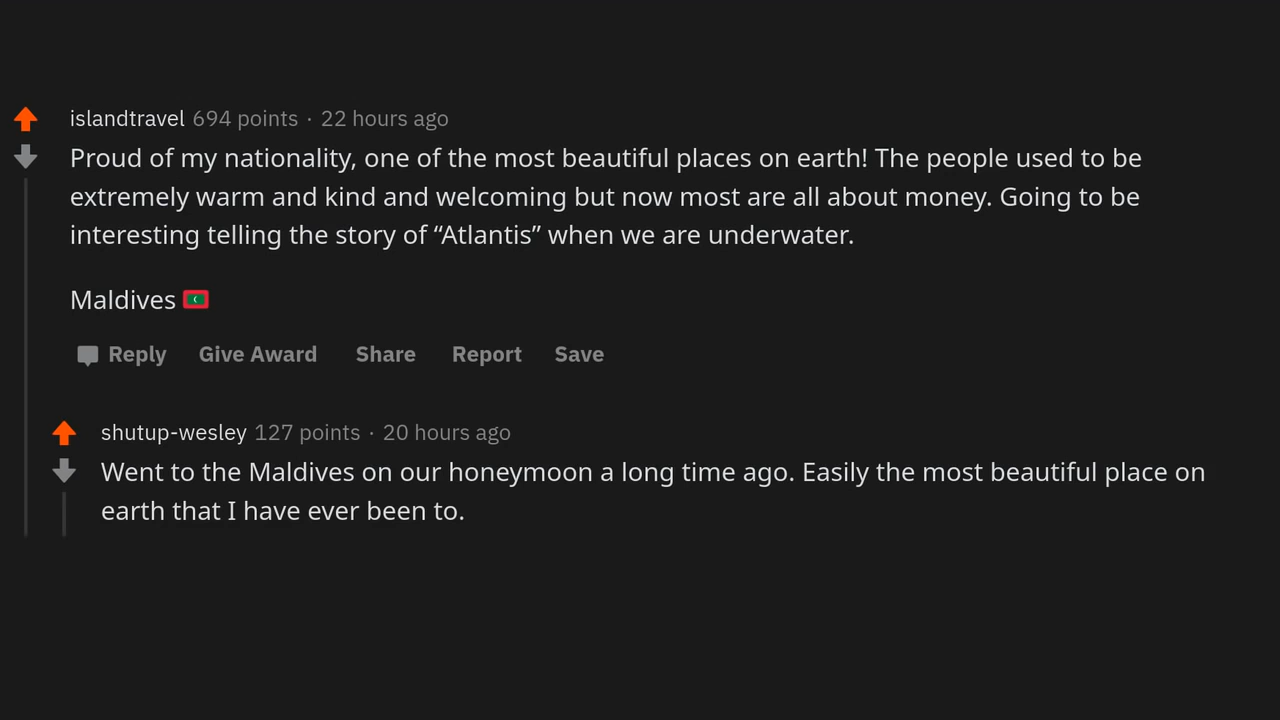 islandtravel 694 points · 22 hours ago
Proud of my nationality, one of the most beautiful places on earth! The people used to be
extremely warm and kind and welcoming but now most are all about money. Going to be
interesting telling the story of “Atlantis” when we are underwater.
Maldives 🇲🇻
Reply Give Award Share Report Save
shutup-wesley 127 points · 20 hours ago
Went to the Maldives on our honeymoon a long time ago. Easily the most beautiful place on
earth that I have ever been to.